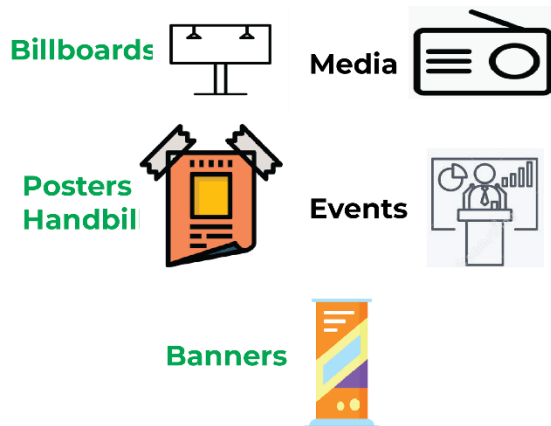 Billboards
Media
Posters
Handbil
Events
Banners